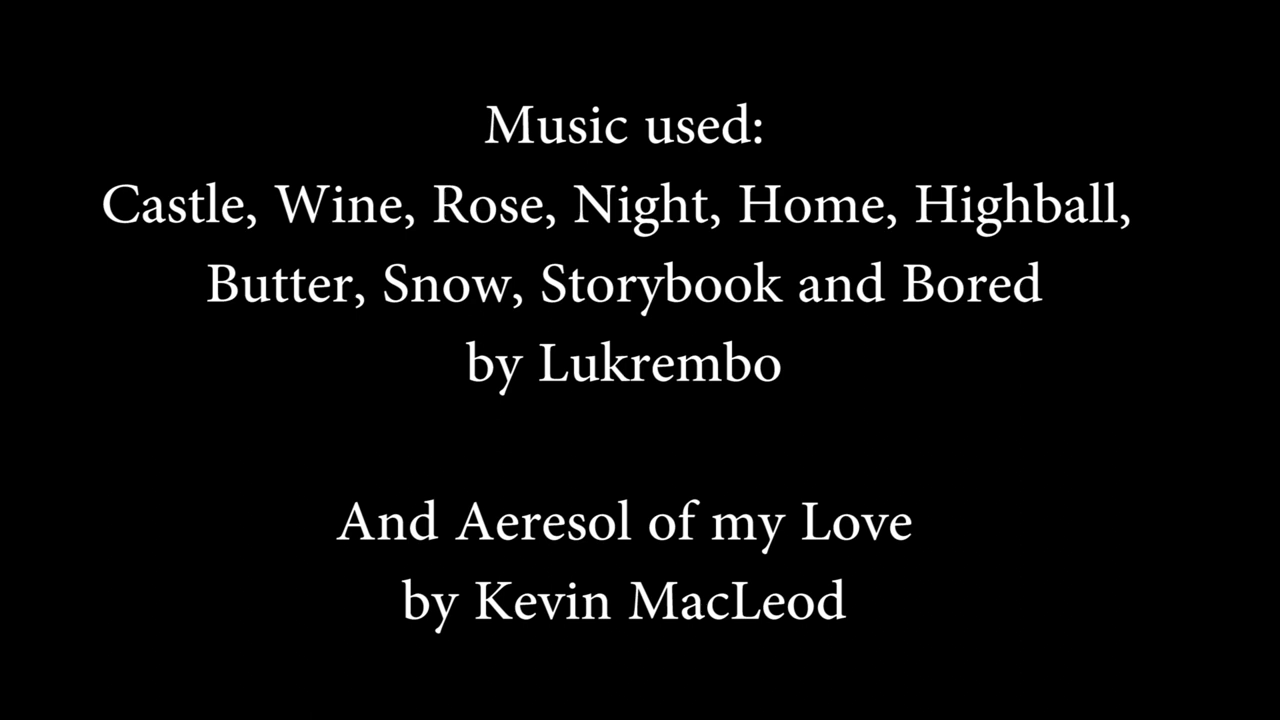 Music used:
Castle, Wine, Rose, Night, Home, Highball,
Butter, Snow, Storybook and Bored
by Lukrembo
And Aeresol of my Love
by Kevin MacLeod